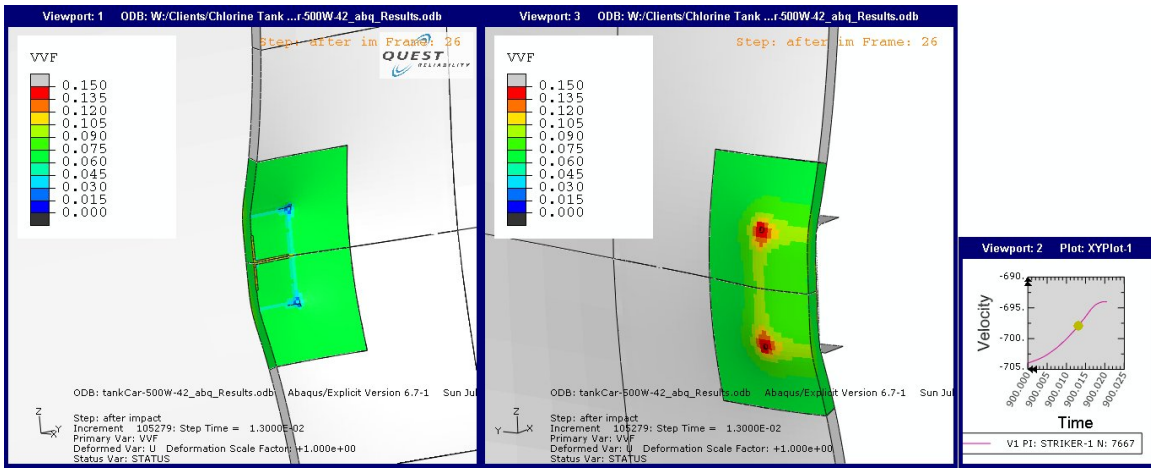 Viewport: 1 ODB: W:/Clients/Chlorine Tank ...r-500W-42_abq_Results.odb
Step: after im Frame: 26
QUEST
RELIABILITY
VVF
0.150
0.135
0.120
0.105
0.090
0.075
0.060
0.045
0.030
0.015
0.000
ODB: tankCar-500W-42_abq_Results.odb Abaqus/Explicit Version 6.7-1 Sun Jul
Z
Y
X
Step: after impact
Increment 105279: Step Time = 1.3000E-02
Primary Var: VVF
Deformed Var: U Deformation Scale Factor: +1.000e+00
Status Var: STATUS
Viewport: 3 ODB: W:/Clients/Chlorine Tank ...r-500W-42_abq_Results.odb
Step: after im Frame: 26
VVF
0.150
0.135
0.120
0.105
0.090
0.075
0.060
0.045
0.030
0.015
0.000
ODB: tankCar-500W-42_abq_Results.odb Abaqus/Explicit Version 6.7-1 Sun Jul
Z
Y
X
Step: after impact
Increment 105279: Step Time = 1.3000E-02
Primary Var: VVF
Deformed Var: U Deformation Scale Factor: +1.000e+00
Status Var: STATUS
Viewport: 2 Plot: XYPlot-1
-690.
-695.
-700.
-705.
Velocity
900.000
900.005
900.010
900.015
900.020
900.025
Time
V1 PI: STRIKER-1 N: 7667